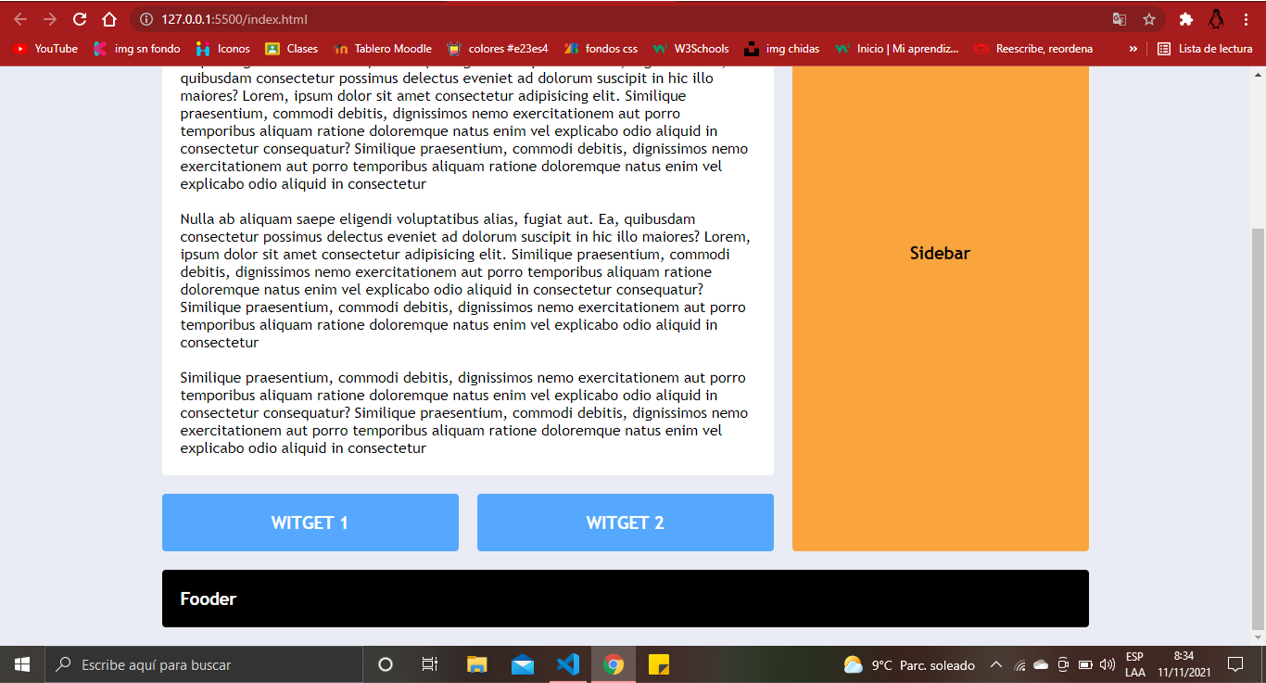 127.0.0.1:5500/index.html
YouTube
img sn fondo
Iconos
Clases
Tablero Moodle
colores #e23es4
fondos css
W3Schools
img chidas
Inicio | Mi aprendiz...
Reescribe, reordena
»
Lista de lectura
quibusdam consectetur possimus delectus eveniet ad dolorum suscipit in hic illo
maiores? Lorem, ipsum dolor sit amet consectetur adipisicing elit. Similique
praesentium, commodi debitis, dignissimos nemo exercitationem aut porro
temporibus aliquam ratione doloremque natus enim vel explicabo odio aliquid in
consectetur consequatur? Similique praesentium, commodi debitis, dignissimos nemo
exercitationem aut porro temporibus aliquam ratione doloremque natus enim vel
explicabo odio aliquid in consectetur
Nulla ab aliquam saepe eligendi voluptatibus alias, fugiat aut. Ea, quibusdam
consectetur possimus delectus eveniet ad dolorum suscipit in hic illo maiores? Lorem,
ipsum dolor sit amet consectetur adipisicing elit. Similique praesentium, commodi
debitis, dignissimos nemo exercitationem aut porro temporibus aliquam ratione
doloremque natus enim vel explicabo odio aliquid in consectetur consequatur?
Similique praesentium, commodi debitis, dignissimos nemo exercitationem aut porro
temporibus aliquam ratione doloremque natus enim vel explicabo odio aliquid in
consectetur
Similique praesentium, commodi debitis, dignissimos nemo exercitationem aut porro
temporibus aliquam ratione doloremque natus enim vel explicabo odio aliquid in
consectetur consequatur? Similique praesentium, commodi debitis, dignissimos nemo
exercitationem aut porro temporibus aliquam ratione doloremque natus enim vel
explicabo odio aliquid in consectetur
Sidebar
WITGET 1
WITGET 2
Fooder
Escribe aquí para buscar
9°C Parc. soleado
ESP
LAA
8:34
11/11/2021